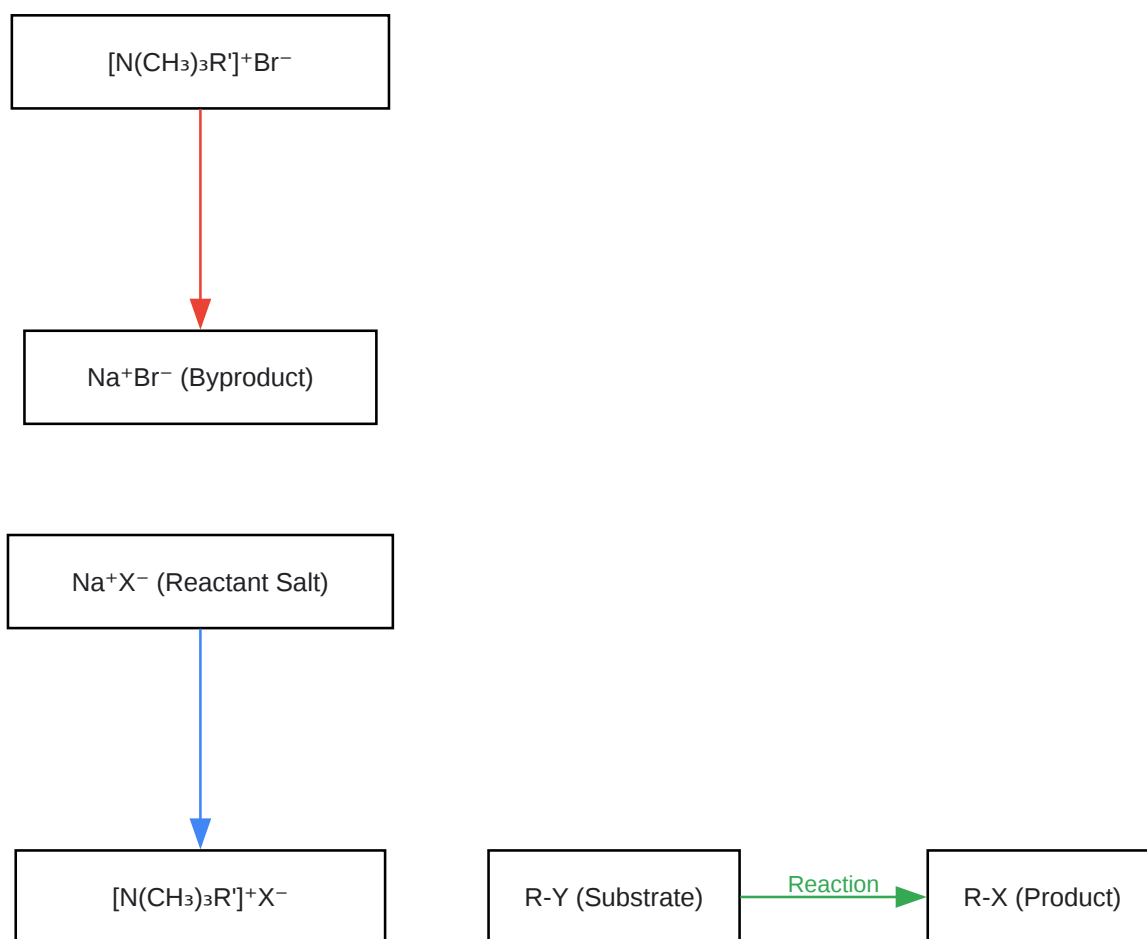 [N(CH₃)₃R']⁺Br⁻
Na⁺Br⁻ (Byproduct)
Na⁺X⁻ (Reactant Salt)
[N(CH₃)₃R']⁺X⁻
R-Y (Substrate)
Reaction
R-X (Product)